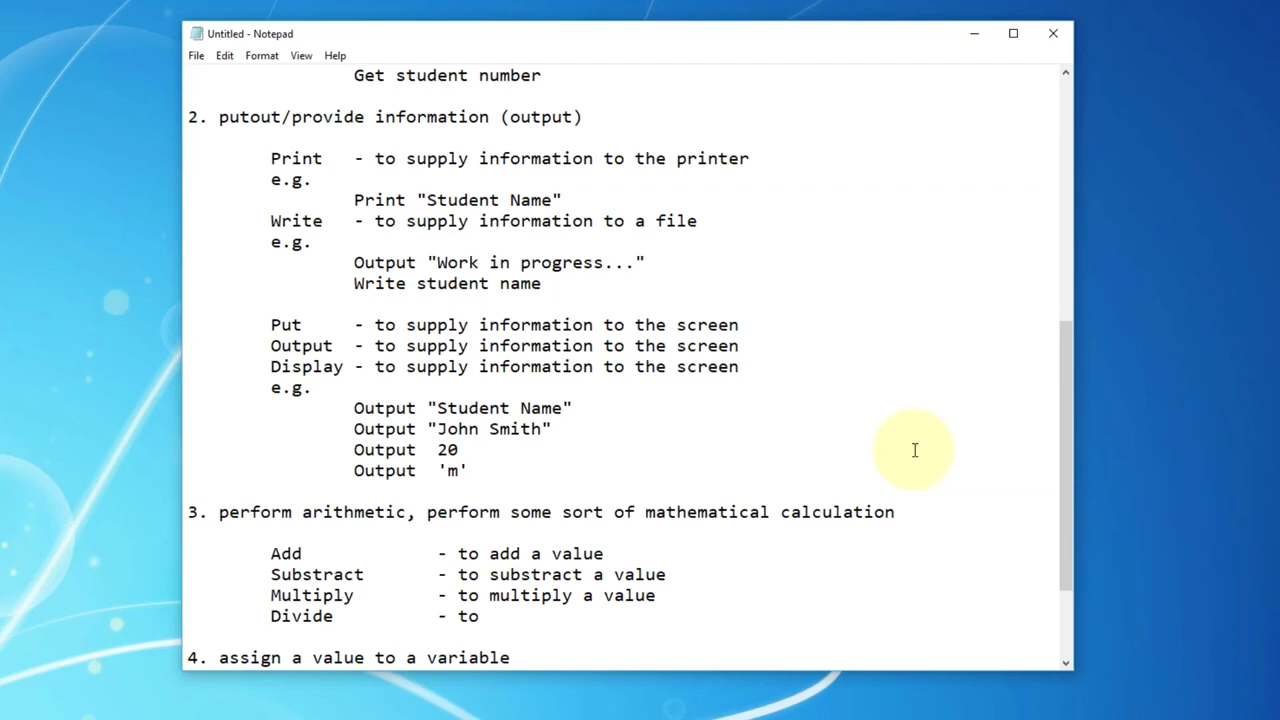 Untitled - Notepad
File Edit Format View Help
Get student number
2. putout/provide information (output)
Print - to supply information to the printer
e.g.
Print "Student Name"
Write - to supply information to a file
e.g.
Output "Work in progress..."
Write student name
Put - to supply information to the screen
Output - to supply information to the screen
Display - to supply information to the screen
e.g.
Output "Student Name"
Output "John Smith"
Output 20
Output 'm'
3. perform arithmetic, perform some sort of mathematical calculation
Add - to add a value
Substract - to substract a value
Multiply - to multiply a value
Divide - to
4. assign a value to a variable